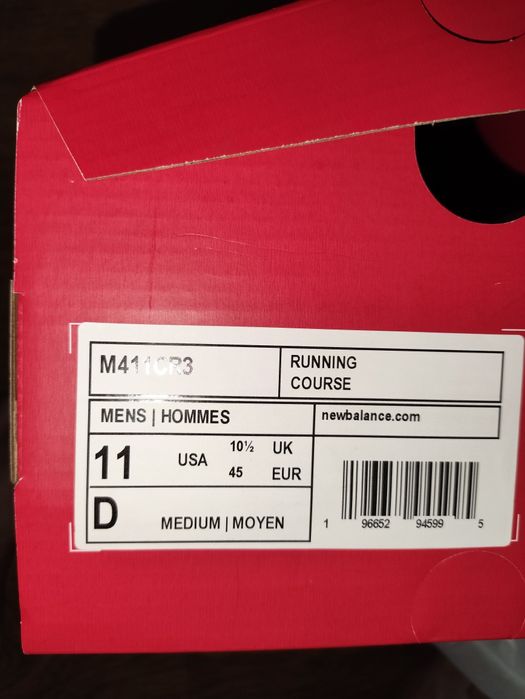 M411CR3
RUNNING
COURSE
MENS | HOMMES
newbalance.com
11 USA 10½ UK
45 EUR
D MEDIUM | MOYEN
1 96652 94599 5